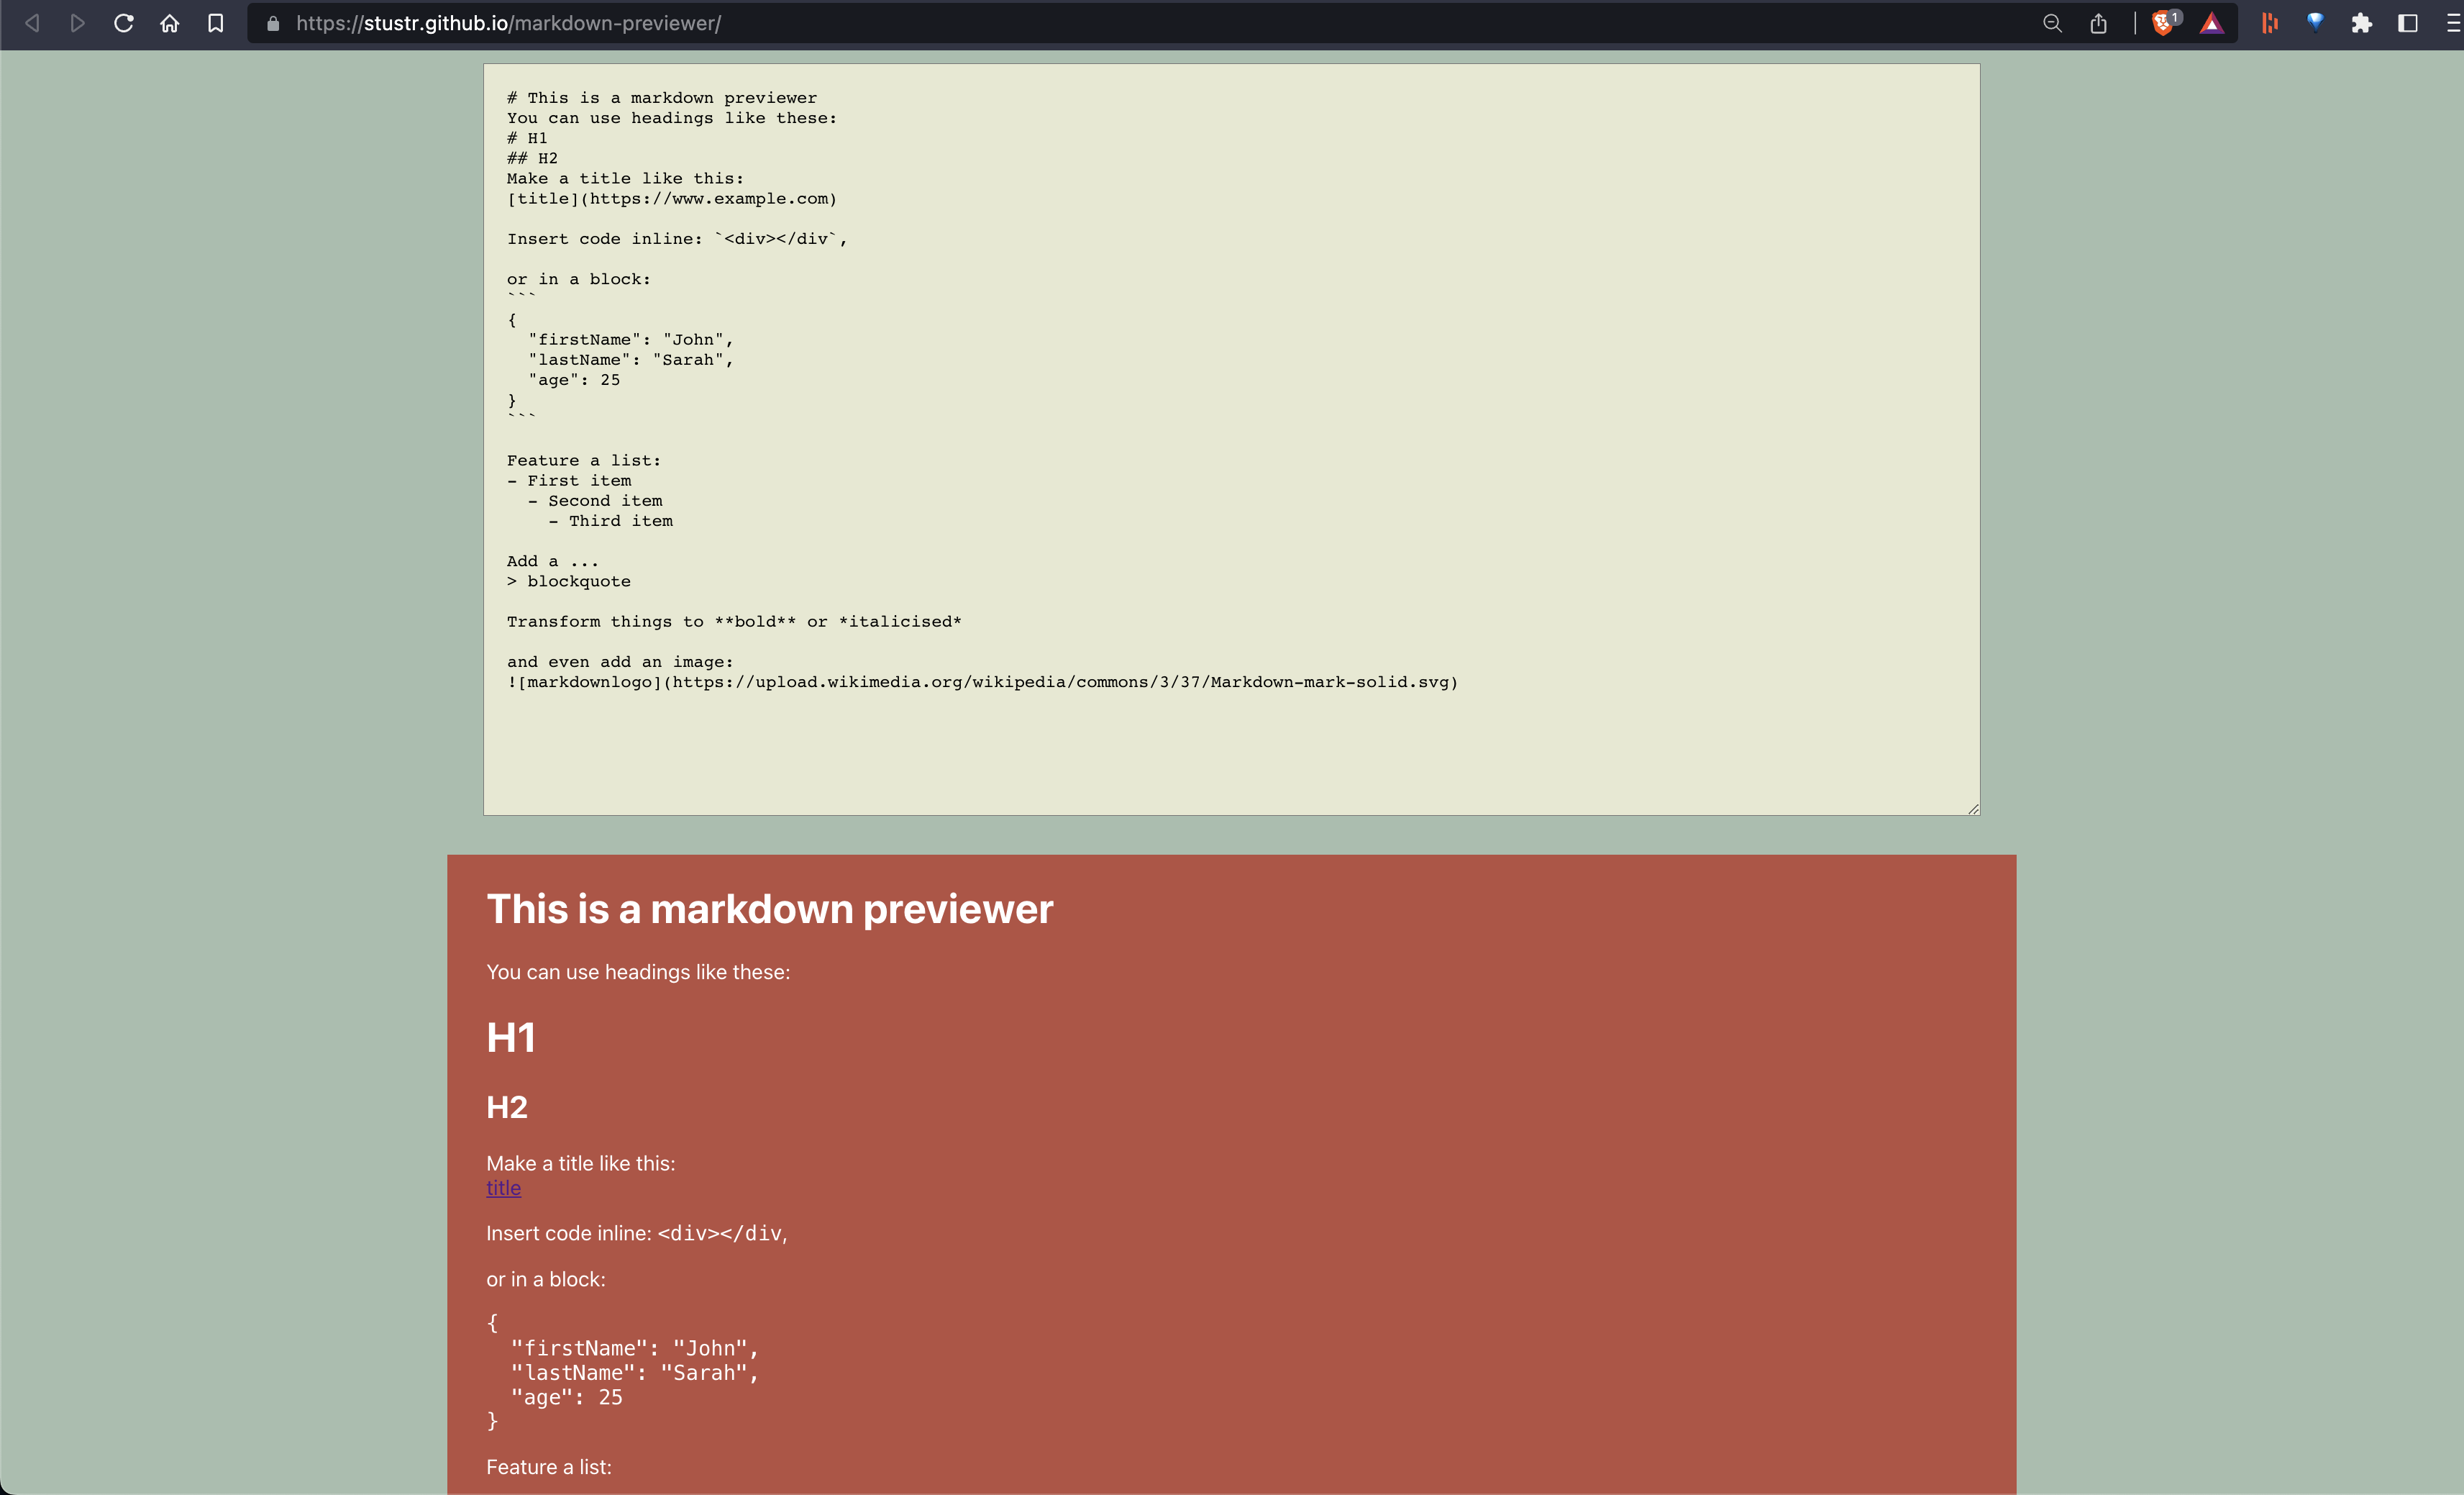 https://stustr.github.io/markdown-previewer/
1
# This is a markdown previewer
You can use headings like these:
# H1
## H2
Make a title like this:
[title](https://www.example.com)
Insert code inline: `<div></div`,
or in a block:
```
{
  "firstName": "John",
  "lastName": "Sarah",
  "age": 25
}
```
Feature a list:
- First item
  - Second item
    - Third item
Add a ...
> blockquote
Transform things to **bold** or *italicised*
and even add an image:
![markdownlogo](https://upload.wikimedia.org/wikipedia/commons/3/37/Markdown-mark-solid.svg)
This is a markdown previewer
You can use headings like these:
H1
H2
Make a title like this:
title
Insert code inline: <div></div,
or in a block:
{
  "firstName": "John",
  "lastName": "Sarah",
  "age": 25
}
Feature a list: